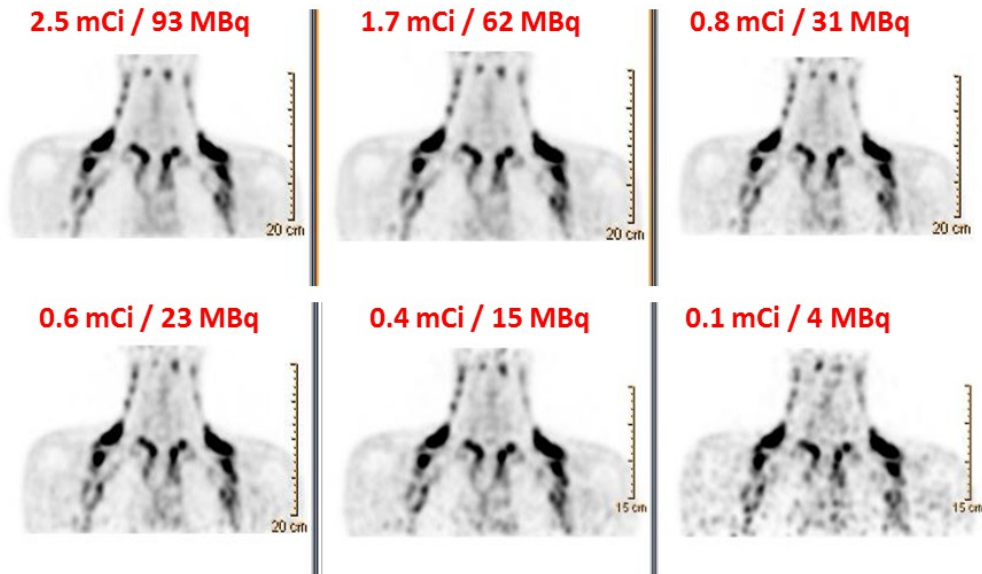 2.5 mCi / 93 MBq
1.7 mCi / 62 MBq
0.8 mCi / 31 MBq
20 cm
20 cm
20 cm
0.6 mCi / 23 MBq
0.4 mCi / 15 MBq
0.1 mCi / 4 MBq
20 cm
15 cm
15 cm